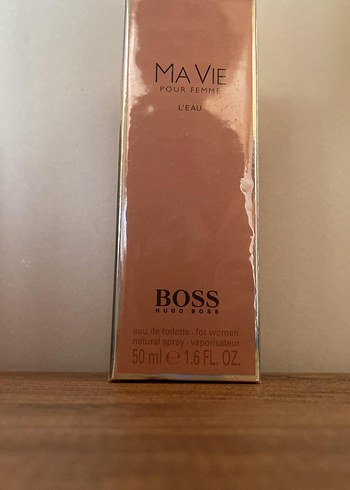 MA VIE
POUR FEMME
L'EAU
BOSS
HUGO BOSS
eau de toilette - for women
natural spray - vaporisateur
50 ml e 1.6 FL. OZ.